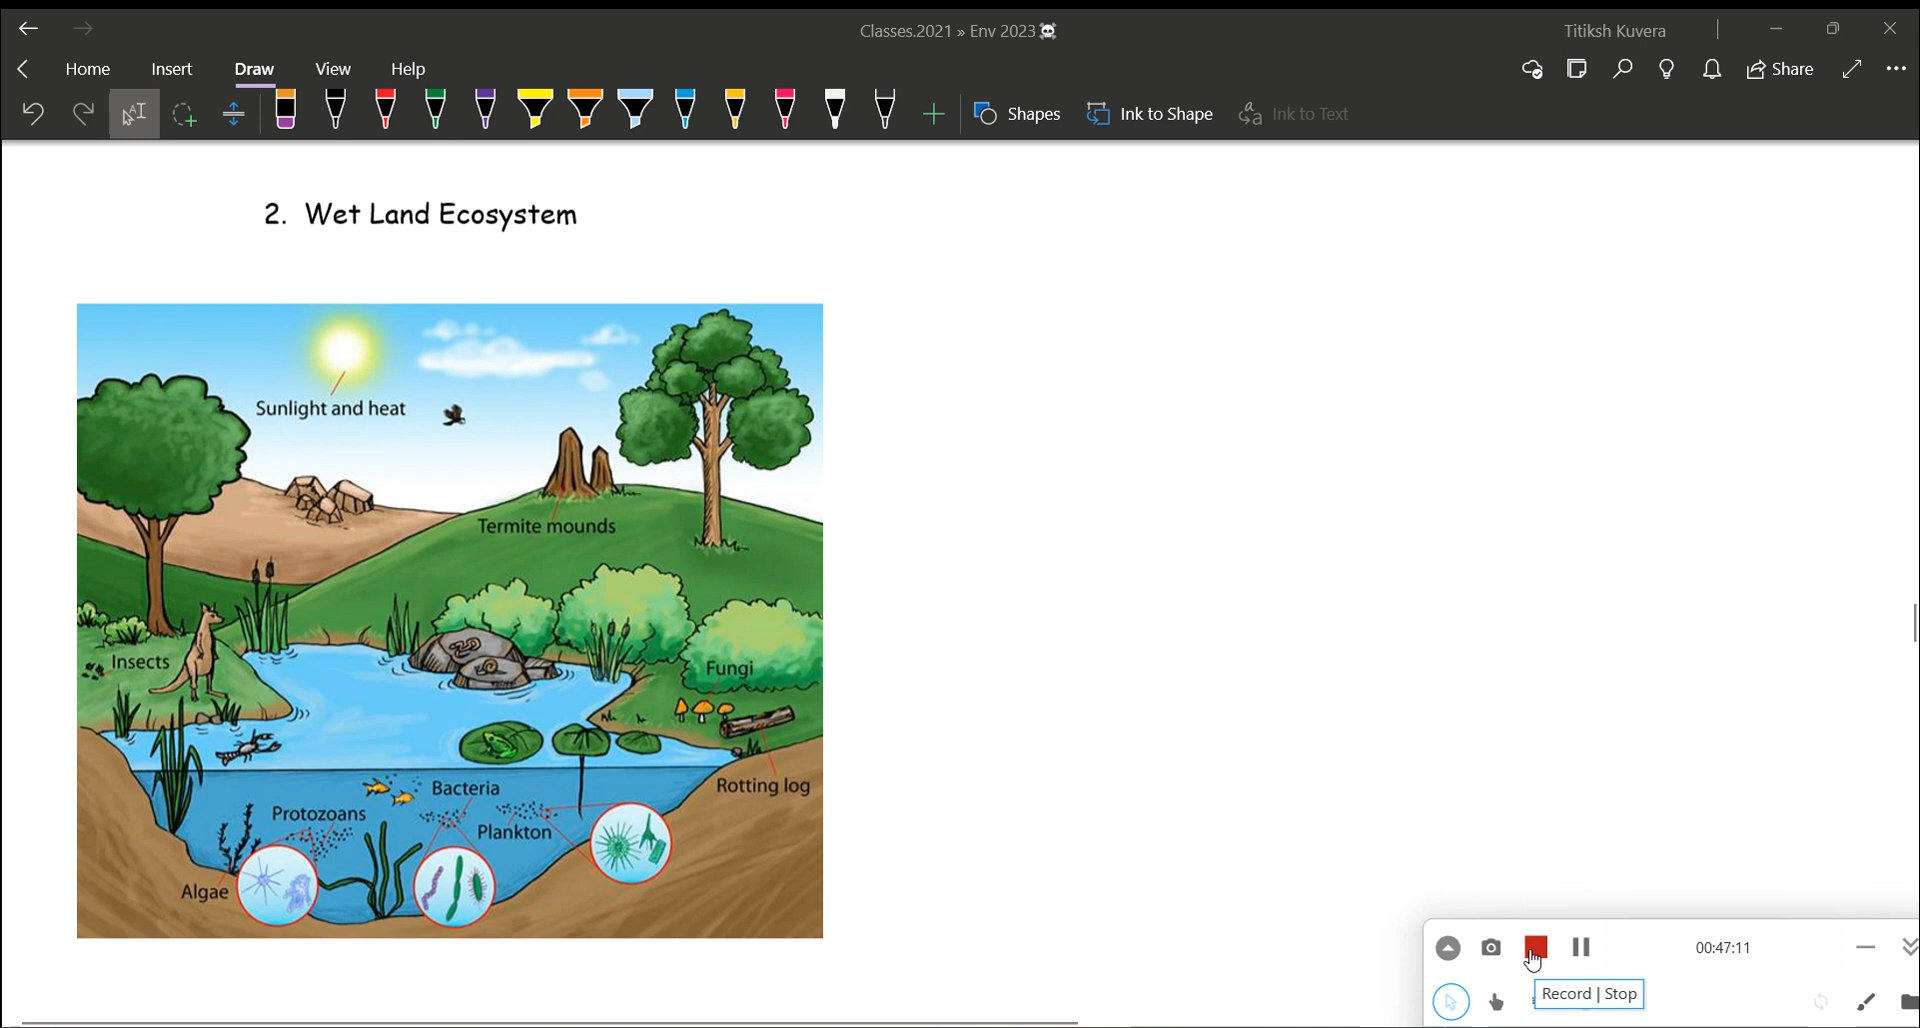 Classes.2021 » Env 2023☠
Titiksh Kuvera
Home Insert Draw View Help
Share
Shapes
Ink to Shape
Ink to Text
2. Wet Land Ecosystem
Sunlight and heat
Termite mounds
Insects
Fungi
Rotting log
Bacteria
Protozoans
Plankton
Algae
00:47:11
Record | Stop